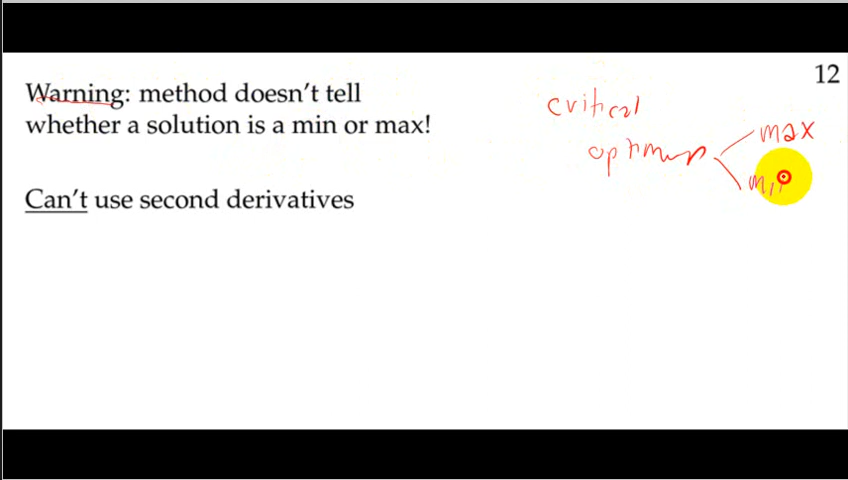 12
Warning: method doesn't tell
whether a solution is a min or max!
Can't use second derivatives
critical
optimum
max